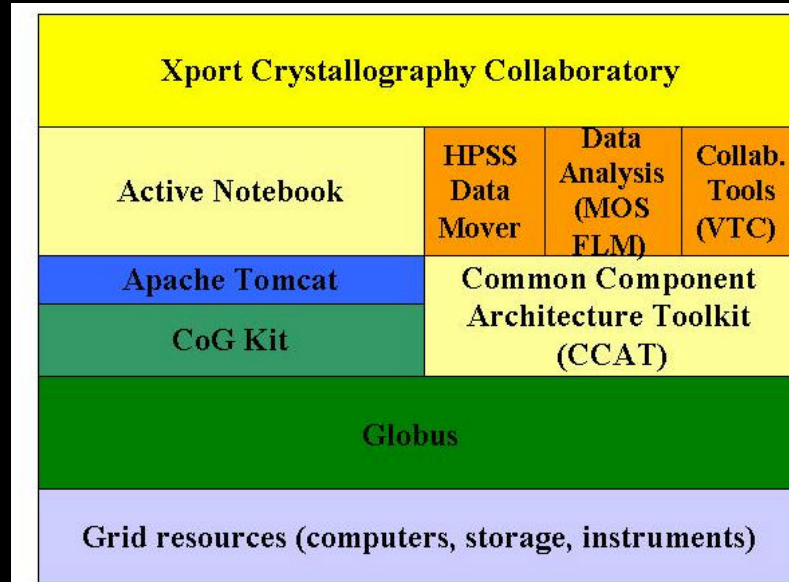 Xport Crystallography Collaboratory
Active Notebook
HPSS
Data
Mover
Data
Analysis
(MOS
FLM)
Collab.
Tools
(VTC)
Apache Tomcat
CoG Kit
Common Component
Architecture Toolkit
(CCAT)
Globus
Grid resources (computers, storage, instruments)